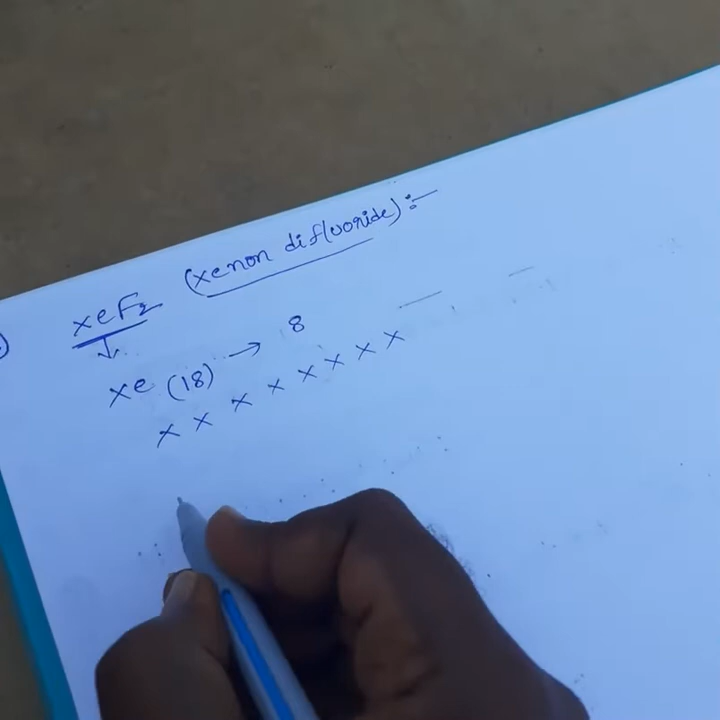 xeF2 (xenon difluoride) :-
xe (18) → 8
x x x x x x x x